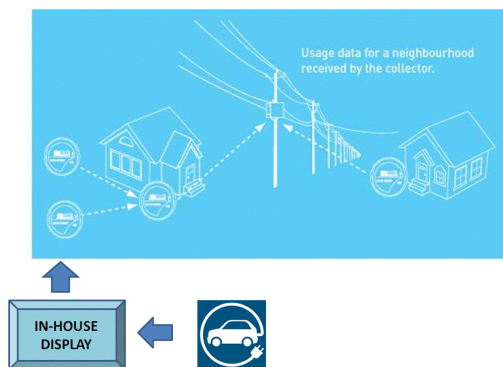 Usage data for a neighbourhood
received by the collector.
IN-HOUSE
DISPLAY